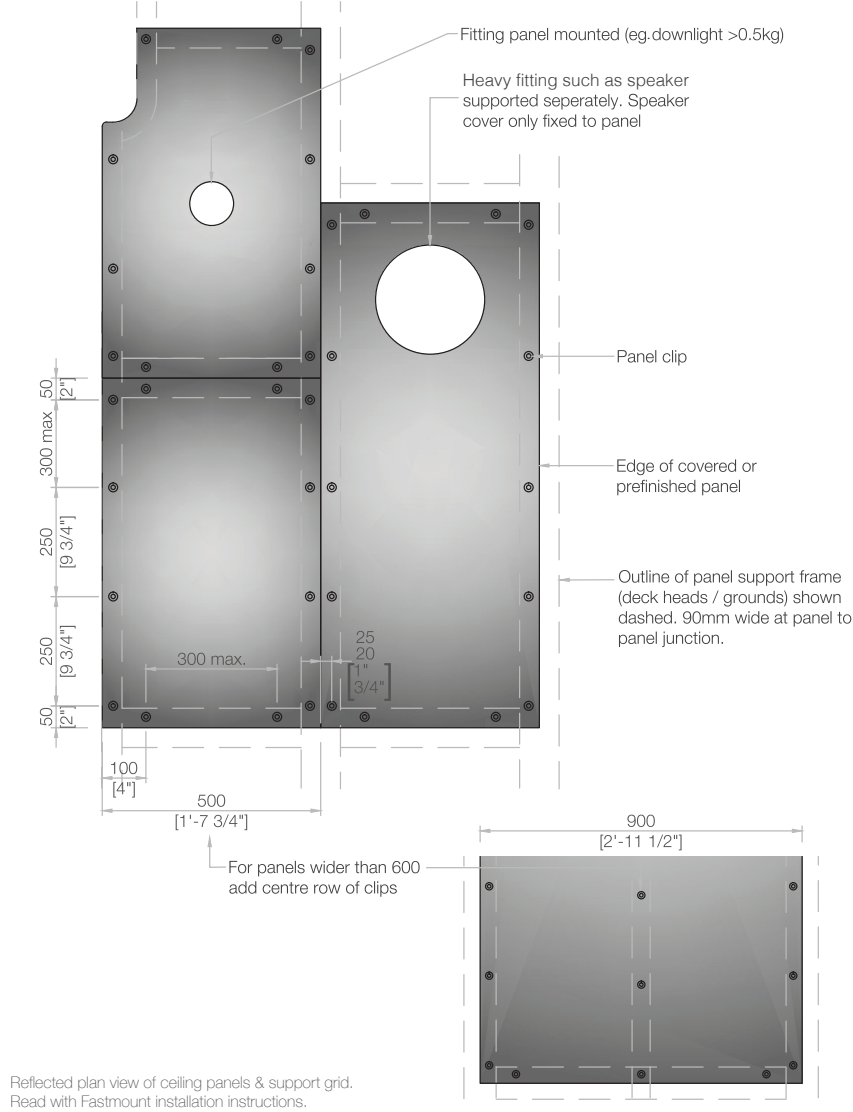 Fitting panel mounted (eg.downlight >0.5kg)
Heavy fitting such as speaker
supported seperately. Speaker
cover only fixed to panel
Panel clip
Edge of covered or
prefinished panel
Outline of panel support frame
(deck heads / grounds) shown
dashed. 90mm wide at panel to
panel junction.
50
[2"]
300 max
250
[9 3/4"]
250
[9 3/4"]
50
[2"]
300 max.
25
20
1"
3/4"
100
[4"]
500
[1'-7 3/4"]
For panels wider than 600
add centre row of clips
900
[2'-11 1/2"]
Reflected plan view of ceiling panels & support grid.
Read with Fastmount installation instructions.